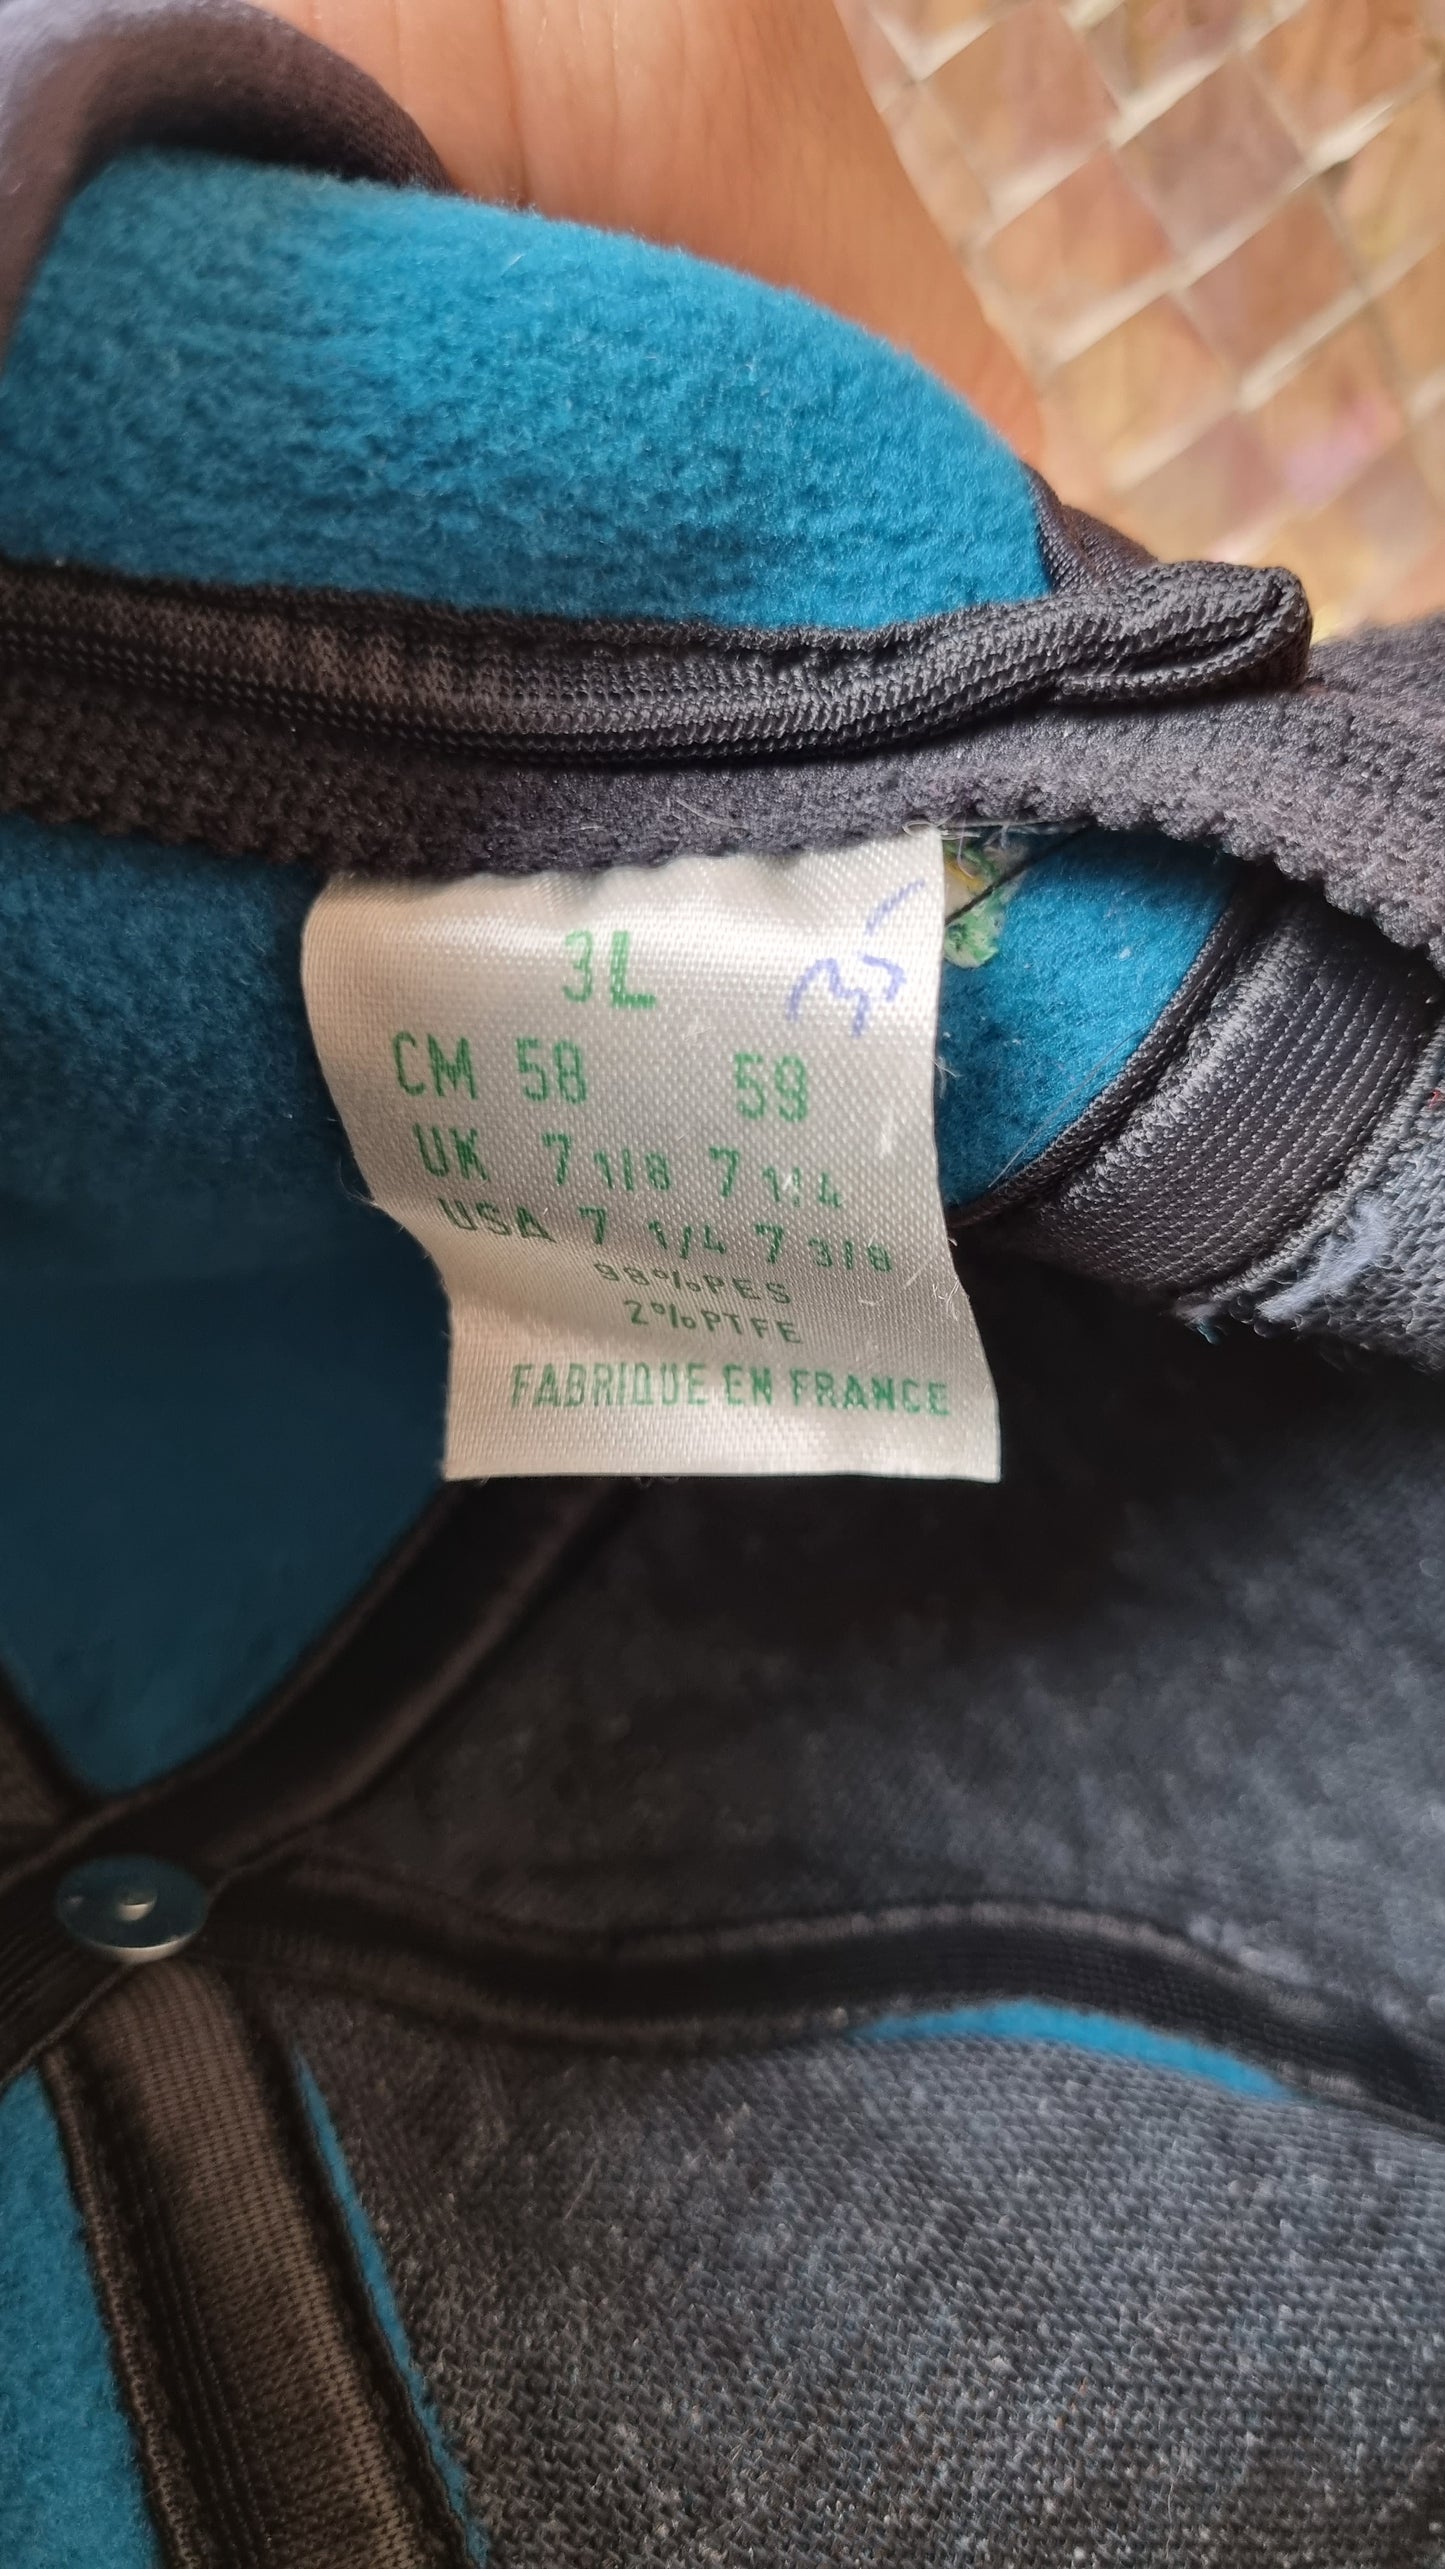 3L
CM 58 59
UK 7 1/8 7 1/4
USA 7 1/4 7 3/8
98%PES
2%PTFE
FABRIQUE EN FRANCE